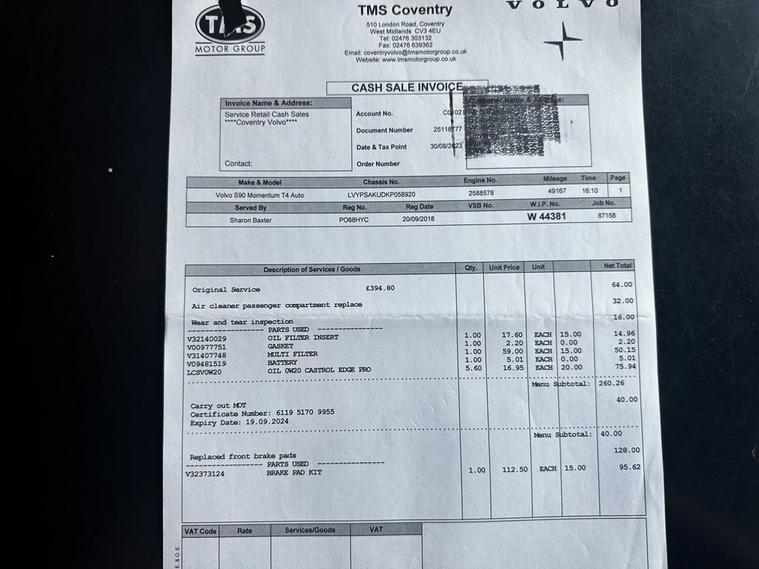 TMS
MOTOR GROUP
TMS Coventry
510 London Road, Coventry
West Midlands CV3 4EU
Tel: 02476 303132
Fax: 02476 639362
Email: coventryvolvo@tmsmotorgroup.co.uk
Website: www.tmsmotorgroup.co.uk
VOLVO
CASH SALE INVOICE
Invoice Name & Address:
Service Retail Cash Sales
****Coventry Volvo****
Contact:
Account No.
Document Number 25118777
Date & Tax Point 30/08/2023
Order Number
Customer Name & Address:
Make & Model Chassis No. Engine No. Mileage Time Page
Volvo S90 Momentum T4 Auto LVYPSAKUDKP058920 2588578 49167 16:10 1
Served By Reg No. Reg Date VSB No. W.I.P. No. Job No.
Sharon Baxter PO68HYC 20/09/2018 W 44381 87158
Description of Services / Goods Qty. Unit Price Unit Net Total
Original Service £394.80 64.00
Air cleaner passenger compartment replace 32.00
Wear and tear inspection 16.00
-------------------- PARTS USED ------------------
V32140029 OIL FILTER INSERT 1.00 17.60 EACH 15.00 14.96
V00977751 GASKET 1.00 2.20 EACH 0.00 2.20
V31407748 MULTI FILTER 1.00 59.00 EACH 15.00 50.15
V09481519 BATTERY 1.00 5.01 EACH 0.00 5.01
LCSVOW20 OIL 0W20 CASTROL EDGE PRO 5.60 16.95 EACH 20.00 75.94
Menu Subtotal: 260.26
Carry out MOT 40.00
Certificate Number: 6119 5170 9955
Expiry Date: 19.09.2024
Menu Subtotal: 40.00
Replaced front brake pads 128.00
-------------------- PARTS USED ------------------
V32373124 BRAKE PAD KIT 1.00 112.50 EACH 15.00 95.62
VAT Code Rate Services/Goods VAT
E.&O.E.